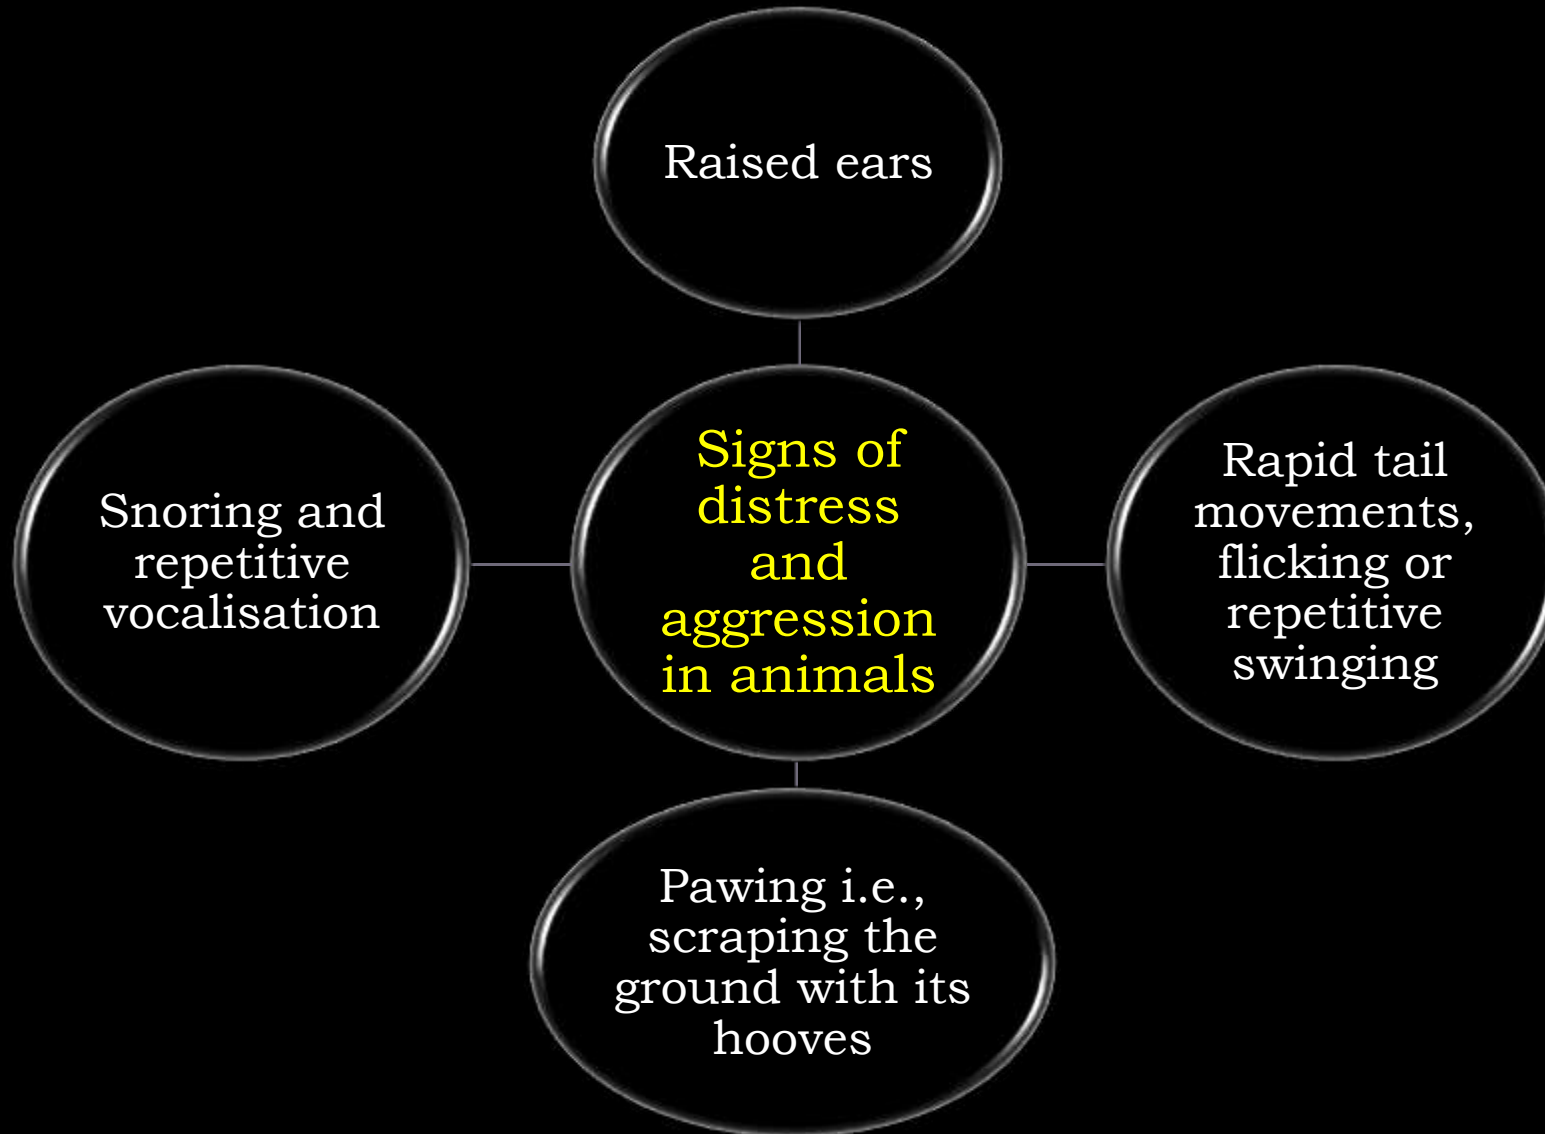 Raised ears
Signs of
distress
and
aggression
in animals
Rapid tail
movements,
flicking or
repetitive
swinging
Pawing i.e.,
scraping the
ground with its
hooves
Snoring and
repetitive
vocalisation